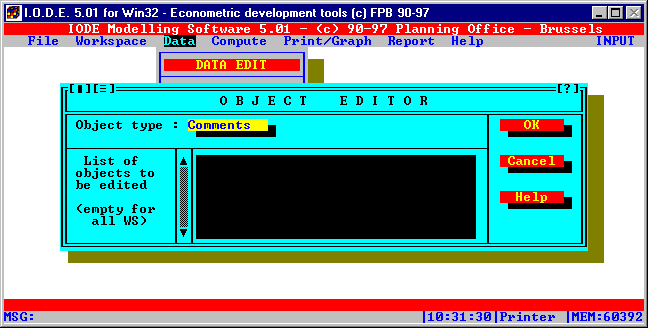 I.O.D.E. 5.01 for Win32 - Econometric development tools (c) FPB 90-97
IODE Modelling Software 5.01 - (c) 90-97 Planning Office - Brussels
File Workspace Data Compute Print/Graph Report Help INPUT
DATA EDIT
[▮][≡] [?]
OBJECT EDITOR
Object type : Comments
OK
List of
objects to
be edited
(empty for
all WS)
Cancel
Help
MSG: |10:31:30|Printer |MEM:60392